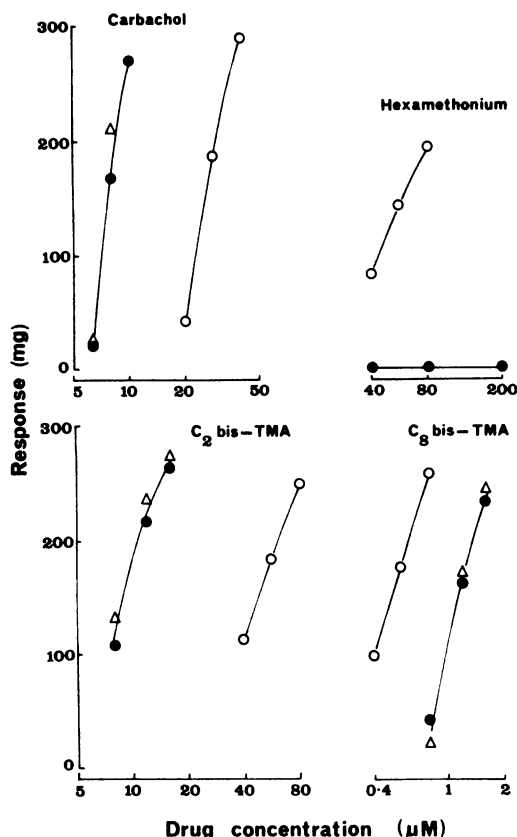 Carbachol
Hexamethonium
300
200
100
0
5 10 20 50
40 80 200
Response (mg)
C2 bis-TMA
C8 bis-TMA
300
200
100
0
5 10 20 40 80
0·4 1 2
Drug concentration (µM)